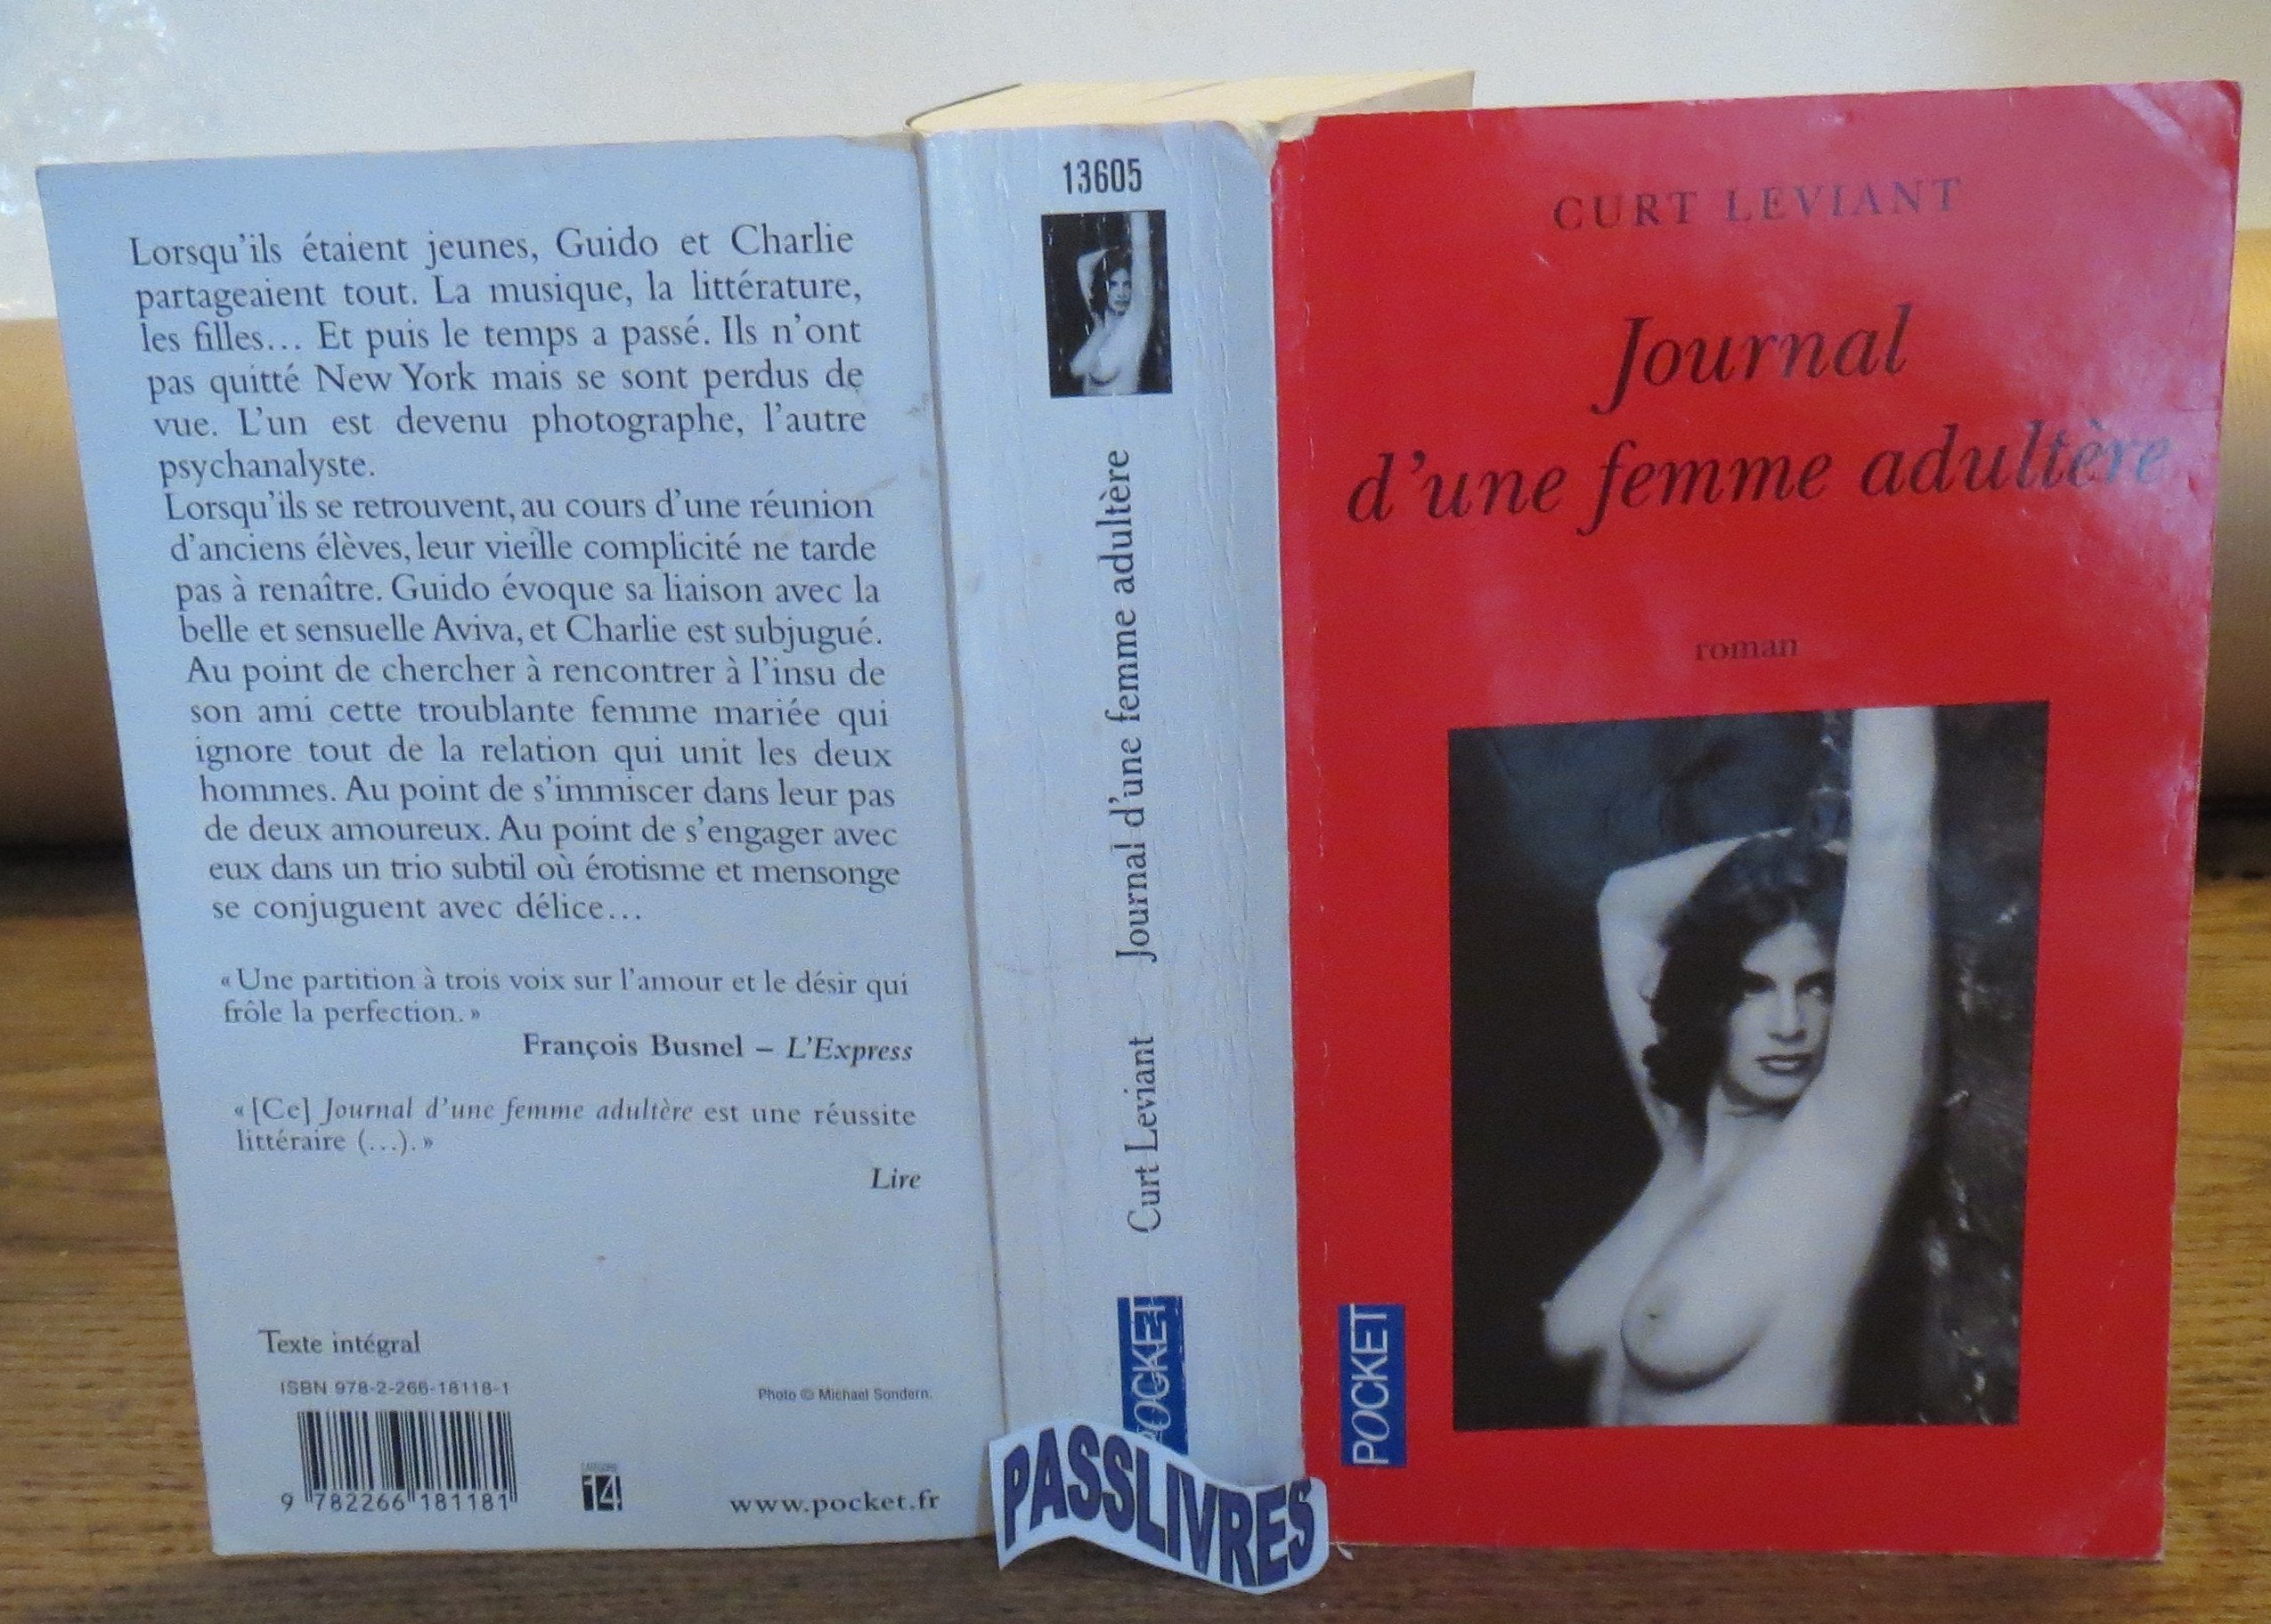 Lorsqu'ils étaient jeunes, Guido et Charlie
partageaient tout. La musique, la littérature,
les filles… Et puis le temps a passé. Ils n'ont
pas quitté New York mais se sont perdus de
vue. L'un est devenu photographe, l'autre
psychanalyste.
Lorsqu'ils se retrouvent, au cours d'une réunion
d'anciens élèves, leur vieille complicité ne tarde
pas à renaître. Guido évoque sa liaison avec la
belle et sensuelle Aviva, et Charlie est subjugué.
Au point de chercher à rencontrer à l'insu de
son ami cette troublante femme mariée qui
ignore tout de la relation qui unit les deux
hommes. Au point de s'immiscer dans leur pas
de deux amoureux. Au point de s'engager avec
eux dans un trio subtil où érotisme et mensonge
se conjuguent avec délice…
« Une partition à trois voix sur l'amour et le désir qui
frôle la perfection. »
François Busnel – L'Express
« [Ce] Journal d'une femme adultère est une réussite
littéraire (…). »
Lire
Texte intégral
ISBN 978-2-266-18118-1
Photo © Michael Sondern.
9 782266 181181
CATÉGORIE
14
www.pocket.fr
13605
Curt Leviant Journal d'une femme adultère
POCKET
PASSLIVRES
CURT LEVIANT
Journal
d'une femme adultère
roman
POCKET